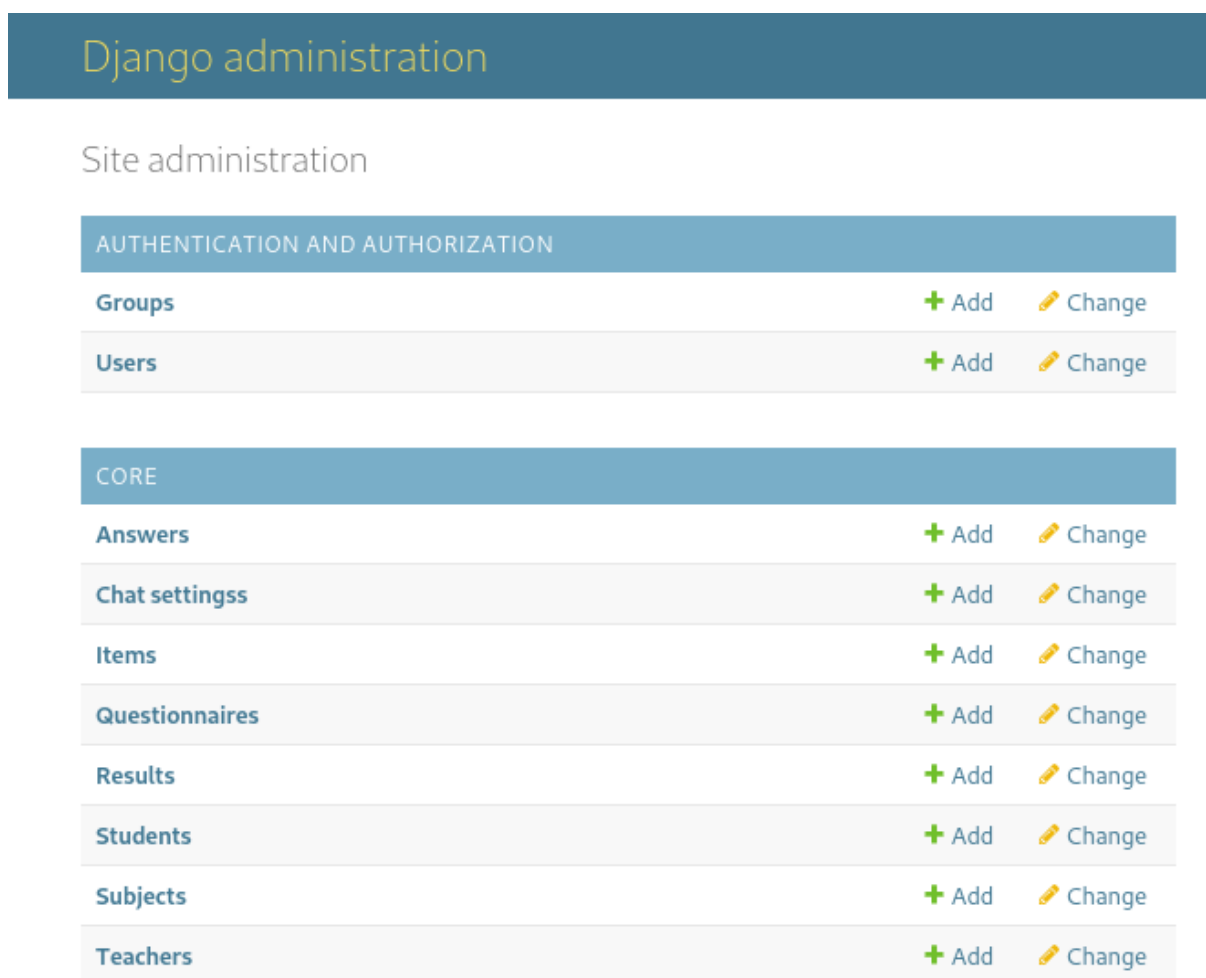 Django administration
Site administration
AUTHENTICATION AND AUTHORIZATION
Groups Add Change
Users Add Change
CORE
Answers Add Change
Chat settingss Add Change
Items Add Change
Questionnaires Add Change
Results Add Change
Students Add Change
Subjects Add Change
Teachers Add Change